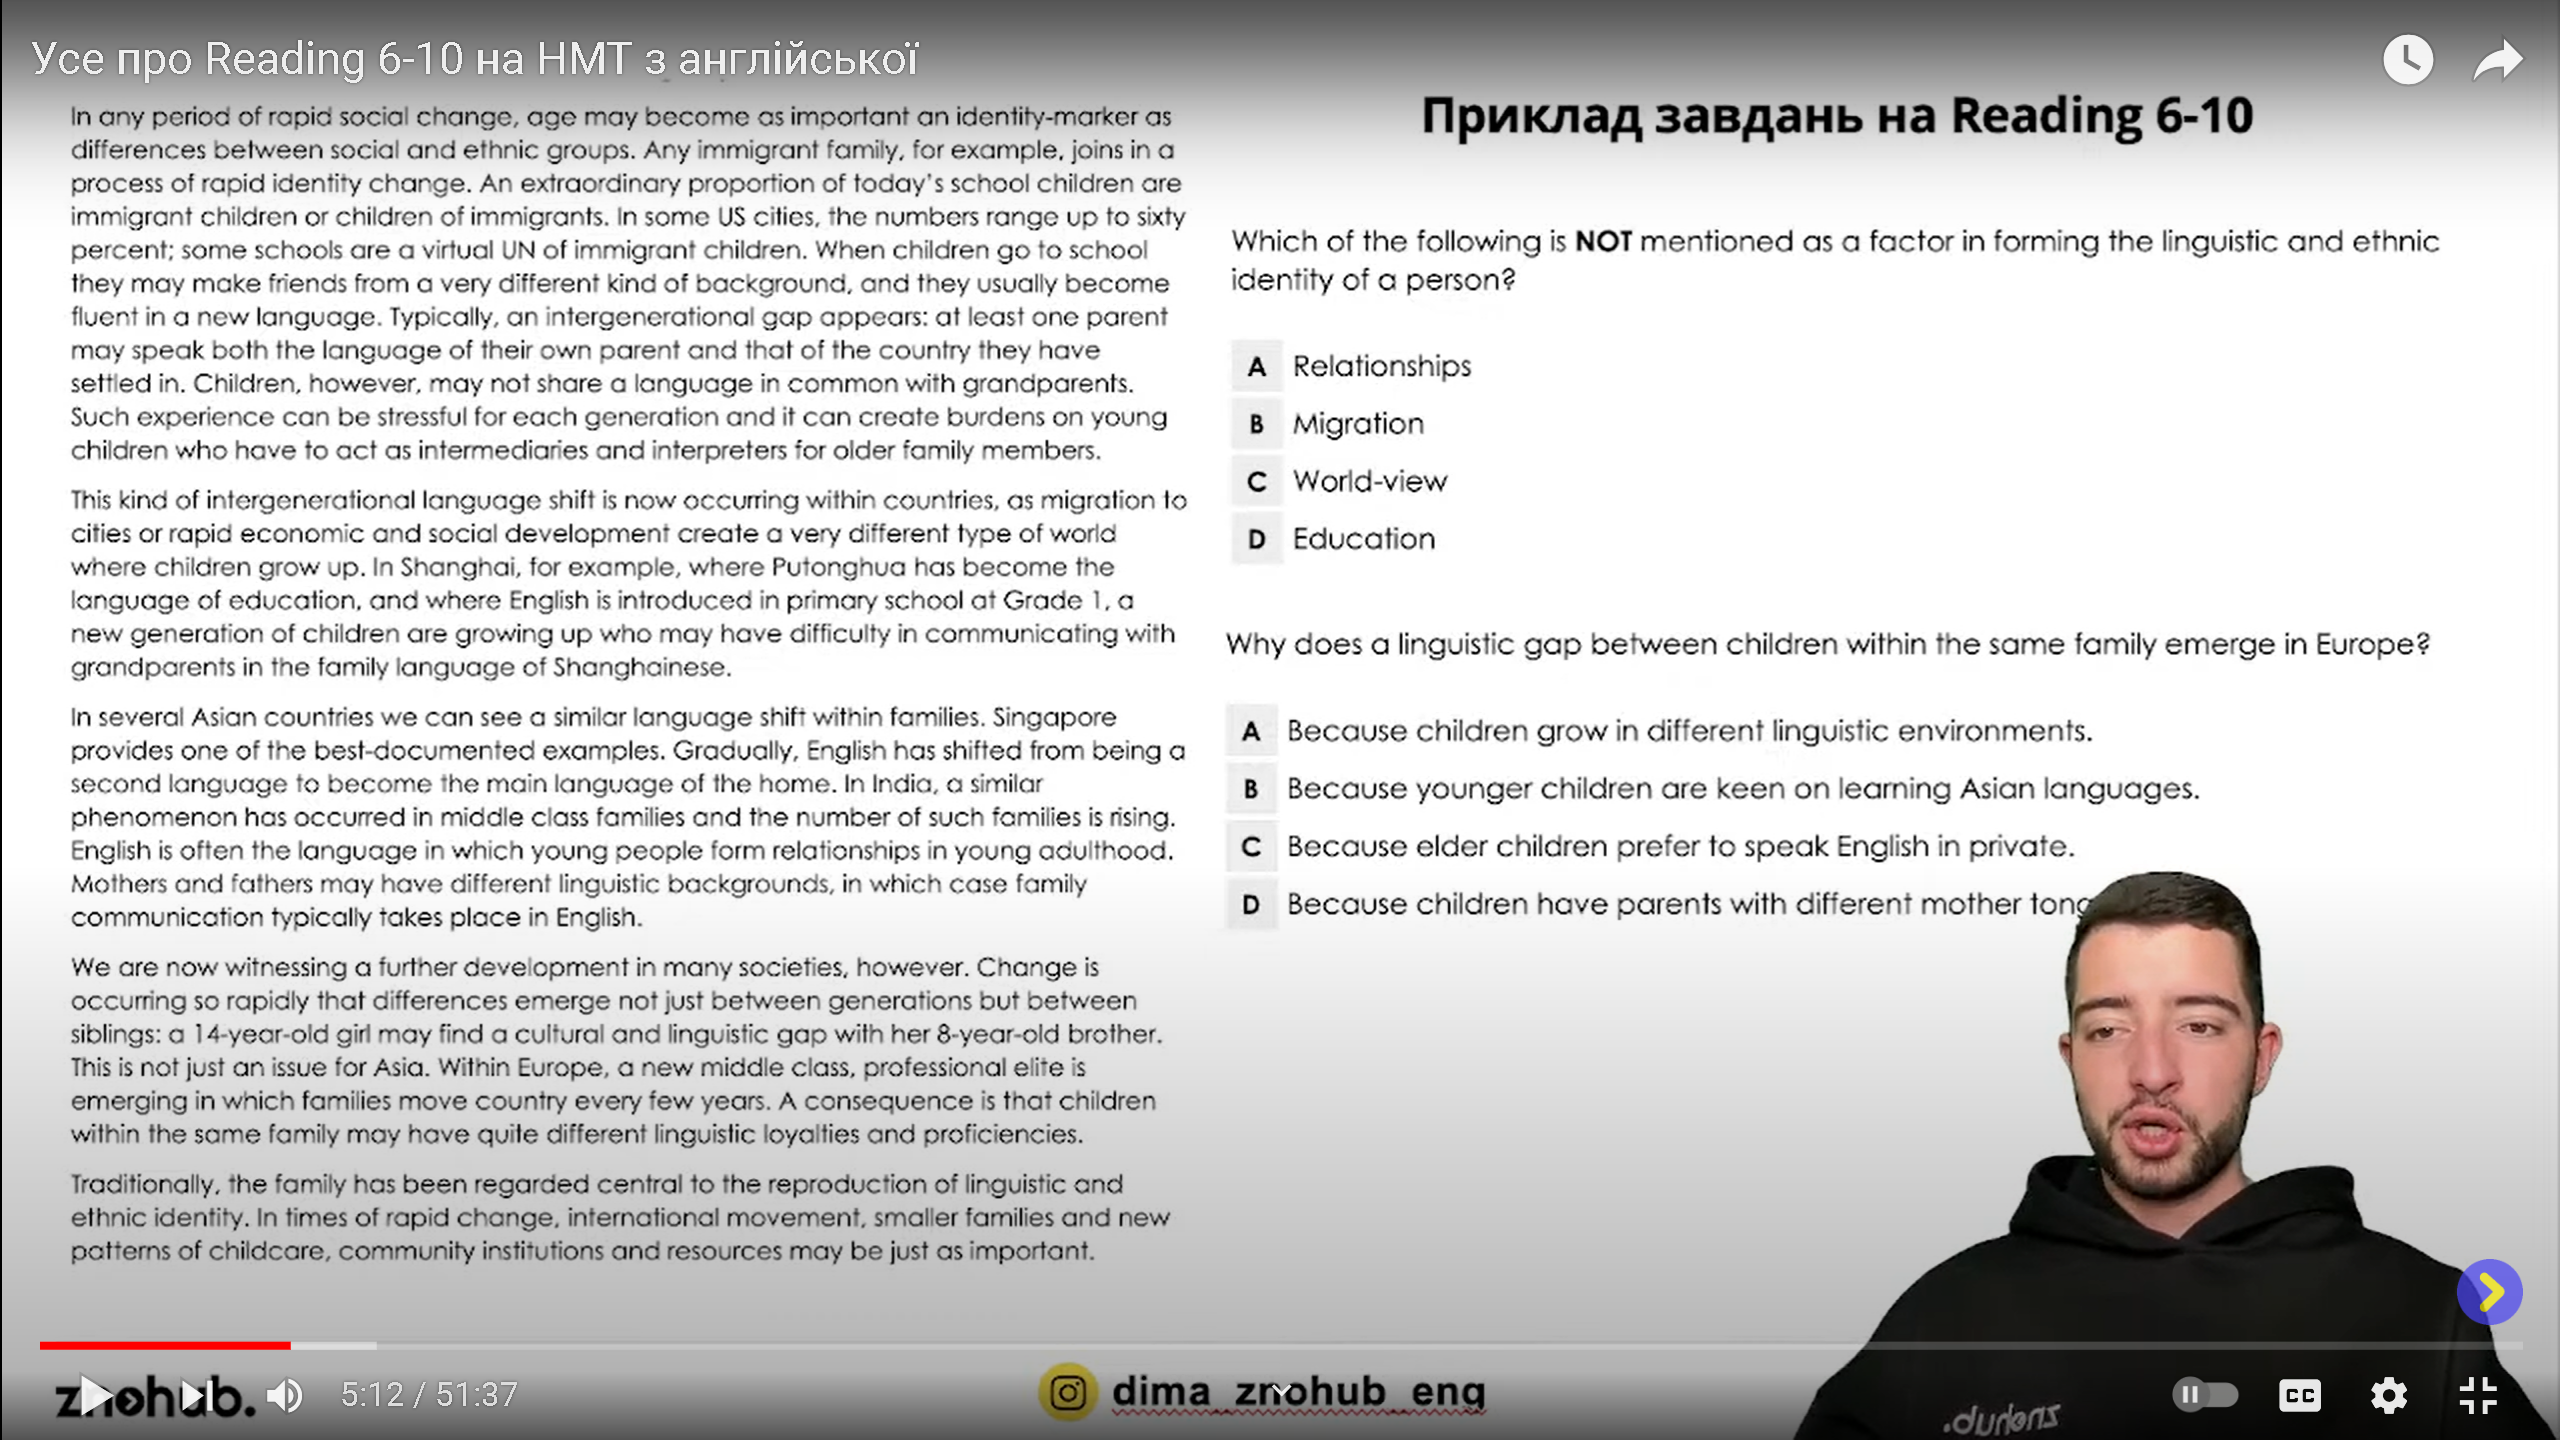 Усе про Reading 6-10 на НМТ з англійської
In any period of rapid social change, age may become as important an identity-marker as
differences between social and ethnic groups. Any immigrant family, for example, joins in a
process of rapid identity change. An extraordinary proportion of today's school children are
immigrant children or children of immigrants. In some US cities, the numbers range up to sixty
percent; some schools are a virtual UN of immigrant children. When children go to school
they may make friends from a very different kind of background, and they usually become
fluent in a new language. Typically, an intergenerational gap appears: at least one parent
may speak both the language of their own parent and that of the country they have
settled in. Children, however, may not share a language in common with grandparents.
Such experience can be stressful for each generation and it can create burdens on young
children who have to act as intermediaries and interpreters for older family members.
This kind of intergenerational language shift is now occurring within countries, as migration to
cities or rapid economic and social development create a very different type of world
where children grow up. In Shanghai, for example, where Putonghua has become the
language of education, and where English is introduced in primary school at Grade 1, a
new generation of children are growing up who may have difficulty in communicating with
grandparents in the family language of Shanghainese.
In several Asian countries we can see a similar language shift within families. Singapore
provides one of the best-documented examples. Gradually, English has shifted from being a
second language to become the main language of the home. In India, a similar
phenomenon has occurred in middle class families and the number of such families is rising.
English is often the language in which young people form relationships in young adulthood.
Mothers and fathers may have different linguistic backgrounds, in which case family
communication typically takes place in English.
We are now witnessing a further development in many societies, however. Change is
occurring so rapidly that differences emerge not just between generations but between
siblings: a 14-year-old girl may find a cultural and linguistic gap with her 8-year-old brother.
This is not just an issue for Asia. Within Europe, a new middle class, professional elite is
emerging in which families move country every few years. A consequence is that children
within the same family may have quite different linguistic loyalties and proficiencies.
Traditionally, the family has been regarded central to the reproduction of linguistic and
ethnic identity. In times of rapid change, international movement, smaller families and new
patterns of childcare, community institutions and resources may be just as important.
Приклад завдань на Reading 6-10
Which of the following is NOT mentioned as a factor in forming the linguistic and ethnic
identity of a person?
A Relationships
B Migration
C World-view
D Education
Why does a linguistic gap between children within the same family emerge in Europe?
A Because children grow in different linguistic environments.
B Because younger children are keen on learning Asian languages.
C Because elder children prefer to speak English in private.
D Because children have parents with different mother tong
znohub.
5:12 / 51:37
dima_znohub_eng
CC